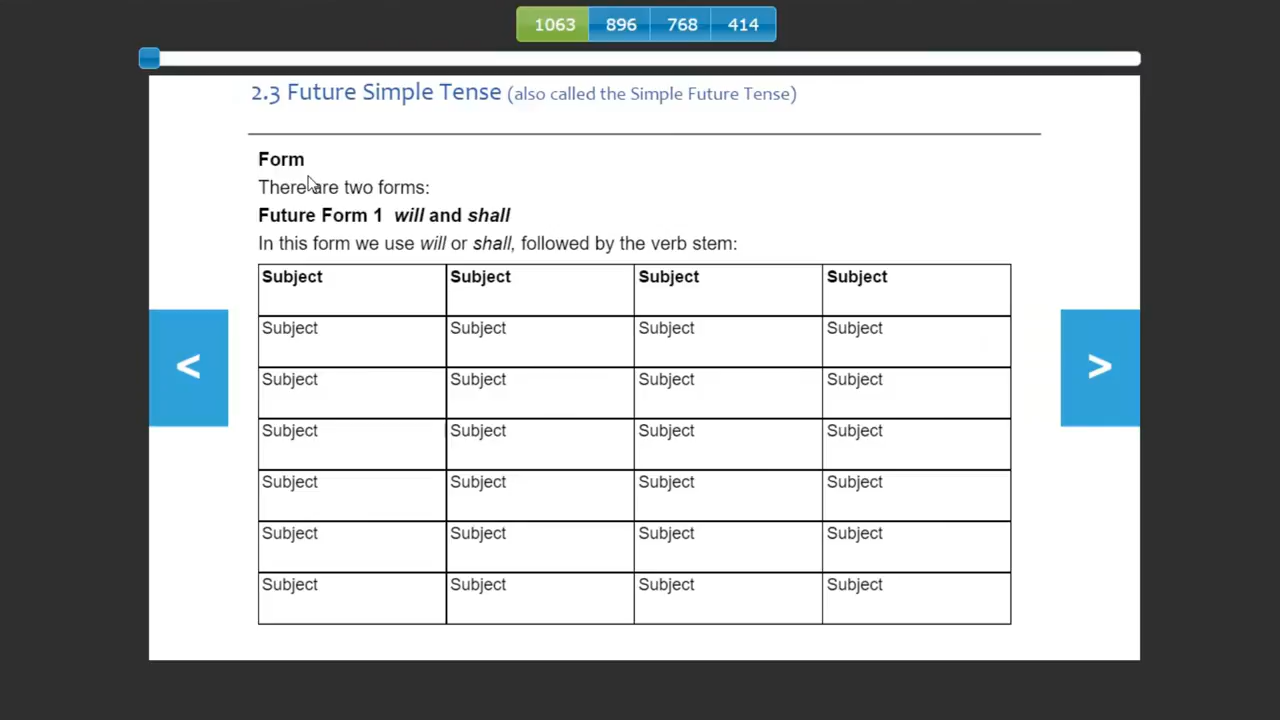 1063 896 768 414
2.3 Future Simple Tense (also called the Simple Future Tense)
Form
There are two forms:
Future Form 1 will and shall
In this form we use will or shall, followed by the verb stem:
Subject Subject Subject Subject
Subject Subject Subject Subject
Subject Subject Subject Subject
Subject Subject Subject Subject
Subject Subject Subject Subject
Subject Subject Subject Subject
Subject Subject Subject Subject
< >